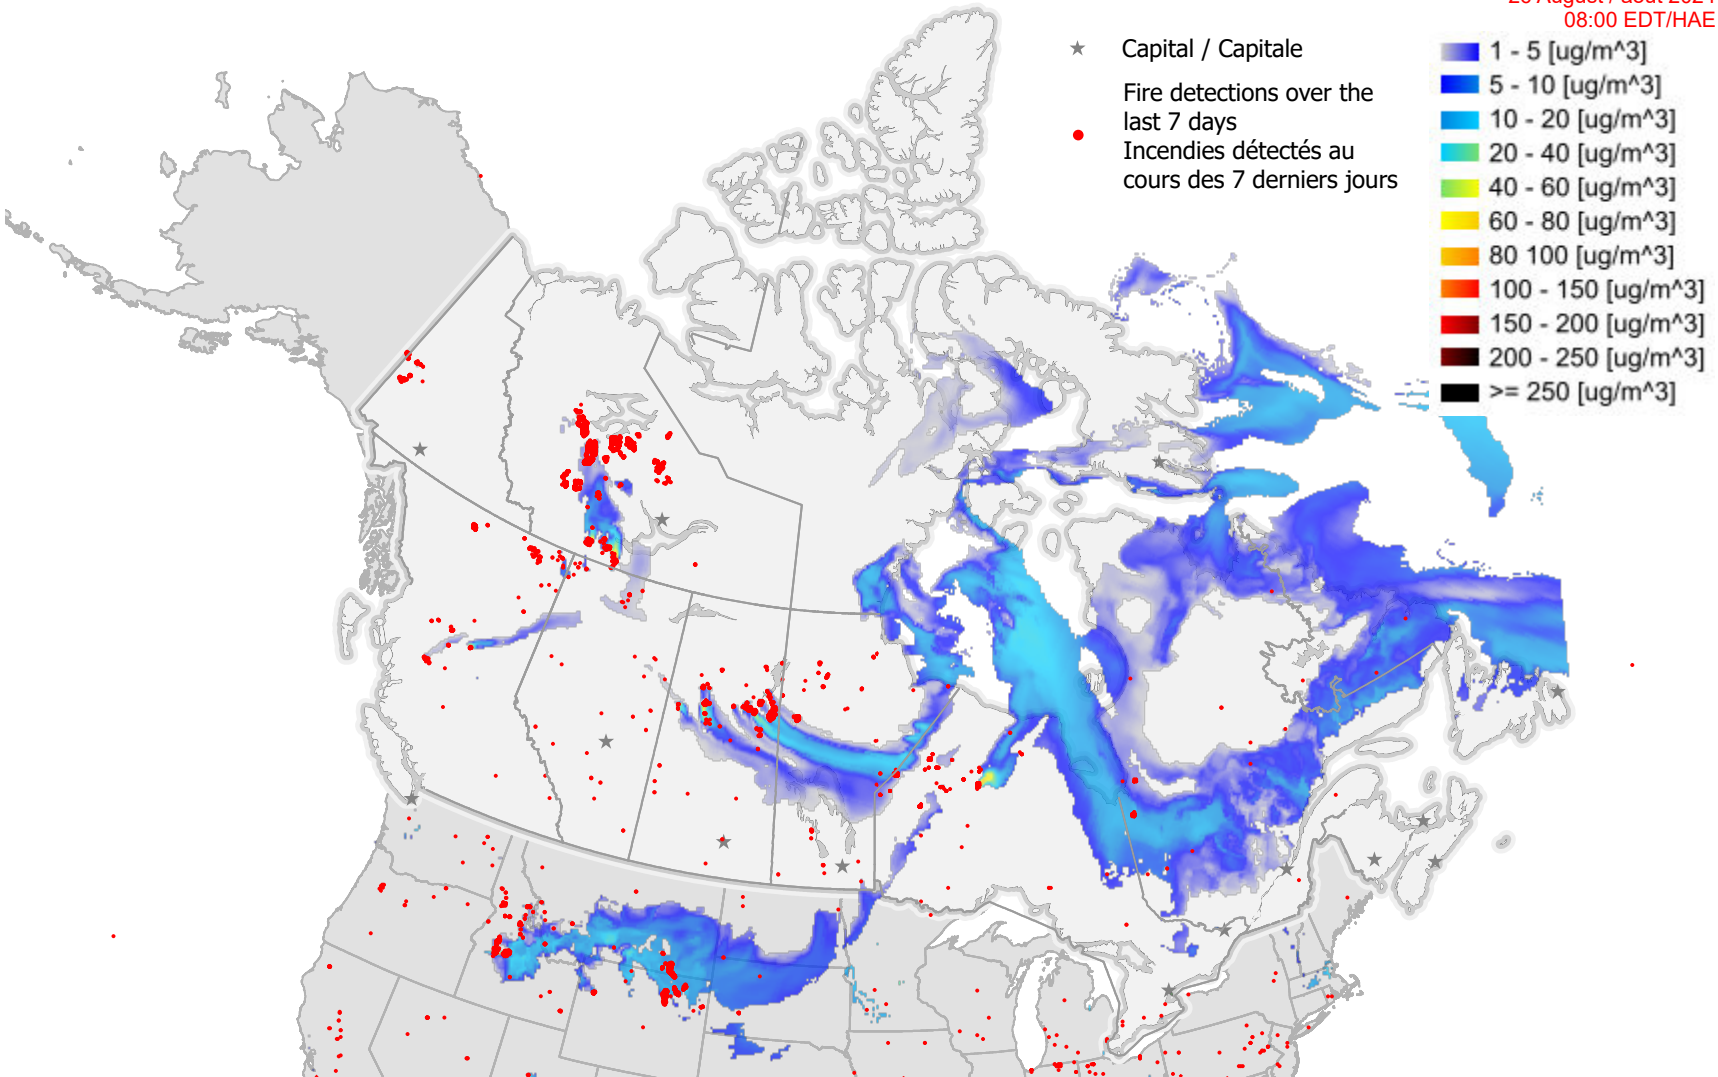 08:00 EDT/HAE
Capital / Capitale
Fire detections over the
last 7 days
Incendies détectés au
cours des 7 derniers jours
1 - 5 [ug/m^3]
5 - 10 [ug/m^3]
10 - 20 [ug/m^3]
20 - 40 [ug/m^3]
40 - 60 [ug/m^3]
60 - 80 [ug/m^3]
80 100 [ug/m^3]
100 - 150 [ug/m^3]
150 - 200 [ug/m^3]
200 - 250 [ug/m^3]
>= 250 [ug/m^3]